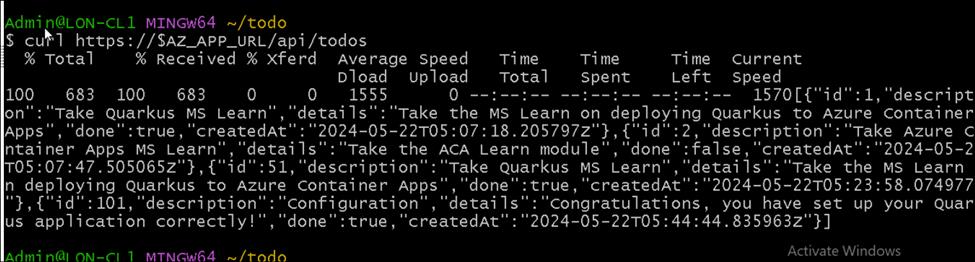 Admin@LON-CL1 MINGW64 ~/todo
$ curl https://$AZ_APP_URL/api/todos
% Total % Received % Xferd Average Speed Time Time Time Current
Dload Upload Total Spent Left Speed
100 683 100 683 0 0 1555 0 --:--:-- --:--:-- --:--:-- 1570[{"id":1,"descript
on":"Take Quarkus MS Learn","details":"Take the MS Learn on deploying Quarkus to Azure Container
Apps","done":true,"createdAt":"2024-05-22T05:07:18.205797Z"},{"id":2,"description":"Take Azure C
ntainer Apps MS Learn","details":"Take the ACA Learn module","done":false,"createdAt":"2024-05-2
T05:07:47.505065Z"},{"id":51,"description":"Take Quarkus MS Learn","details":"Take the MS Learn
n deploying Quarkus to Azure Container Apps","done":true,"createdAt":"2024-05-22T05:23:58.074977
"},{"id":101,"description":"Configuration","details":"Congratulations, you have set up your Quar
us application correctly!","done":true,"createdAt":"2024-05-22T05:44:44.835963Z"}]
Admin@LON-CL1 MINGW64 ~/todo
Activate Windows